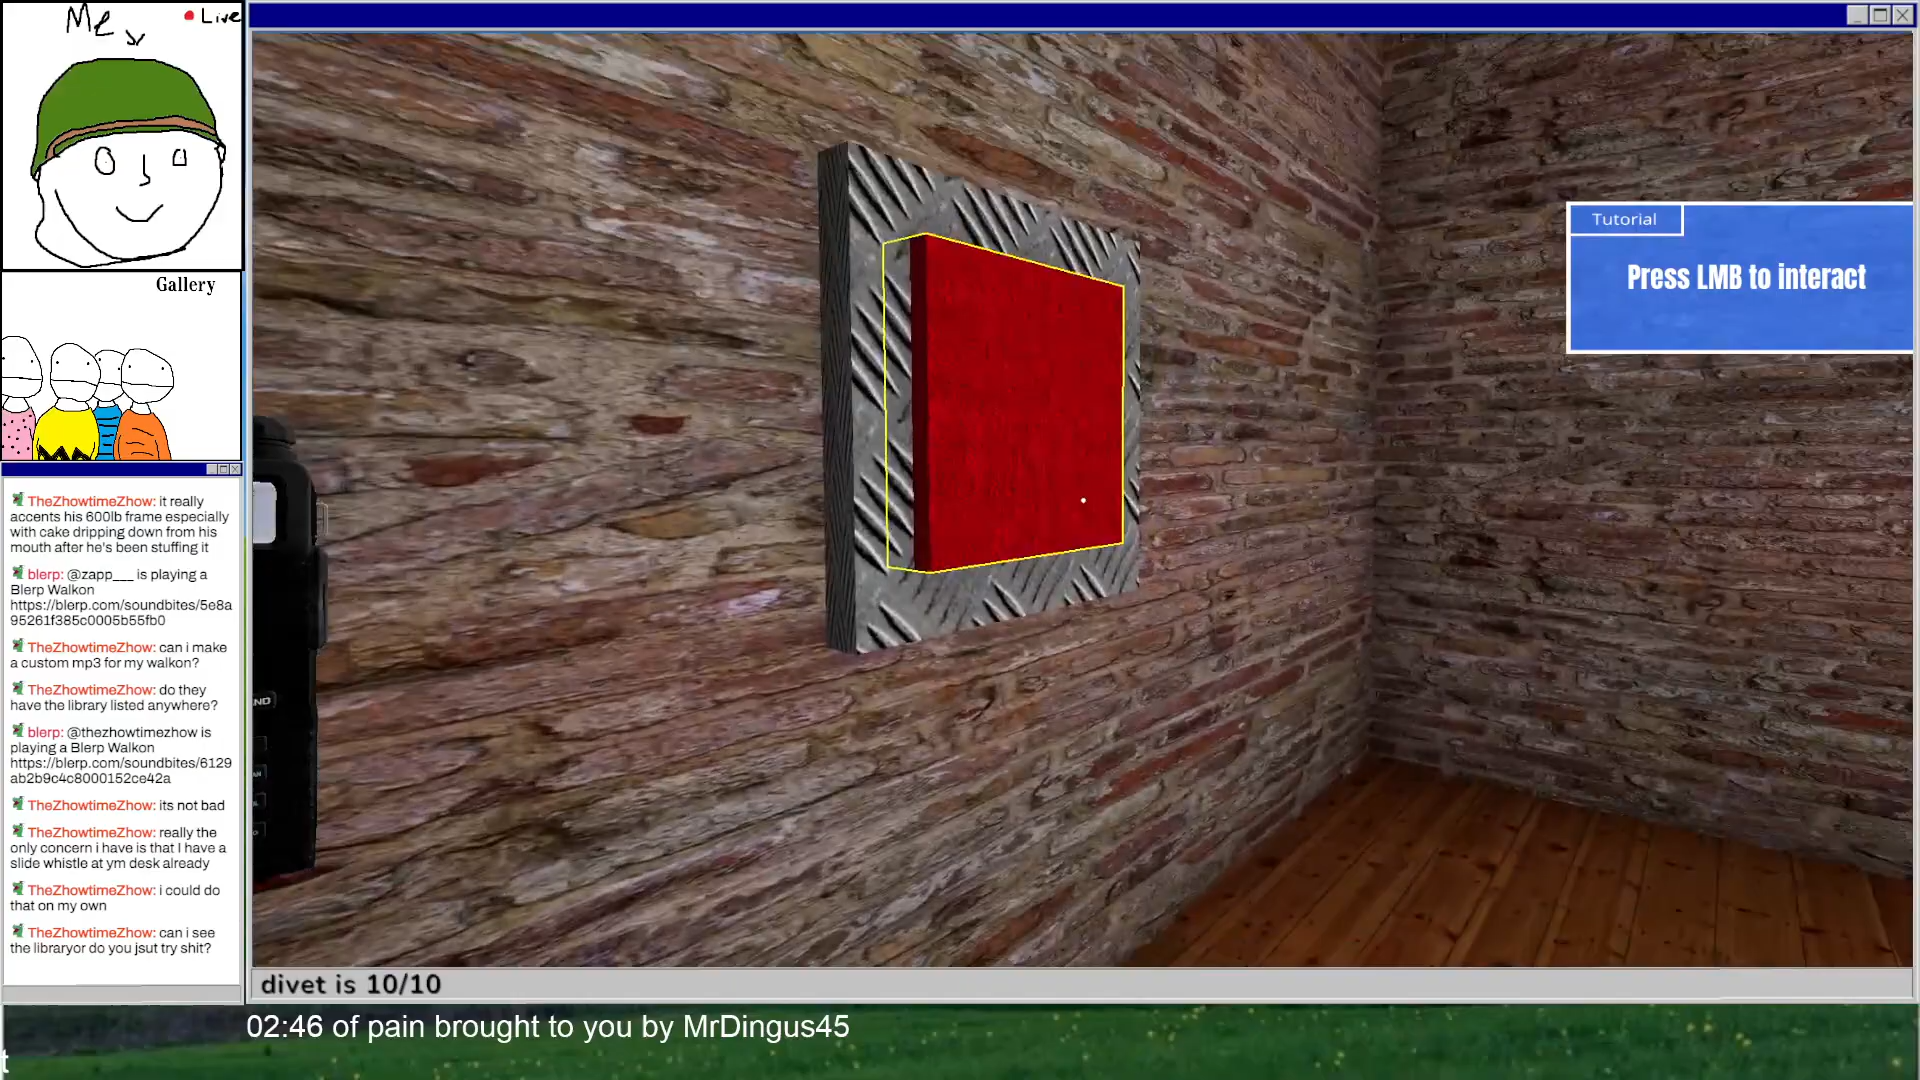 Me
Live
Gallery
TheZhowtimeZhow: it really
accents his 600lb frame especially
with cake dripping down from his
mouth after he's been stuffing it
blerp: @zapp___ is playing a
Blerp Walkon
https://blerp.com/soundbites/5e8a
95261f385c0005b55fb0
TheZhowtimeZhow: can i make
a custom mp3 for my walkon?
TheZhowtimeZhow: do they
have the library listed anywhere?
blerp: @thezhowtimezhow is
playing a Blerp Walkon
https://blerp.com/soundbites/6129
ab2b9c4c8000152ce42a
TheZhowtimeZhow: its not bad
TheZhowtimeZhow: really the
only concern i have is that I have a
slide whistle at ym desk already
TheZhowtimeZhow: i could do
that on my own
TheZhowtimeZhow: can i see
the libraryor do you jsut try shit?
Tutorial
Press LMB to interact
divet is 10/10
02:46 of pain brought to you by MrDingus45
t